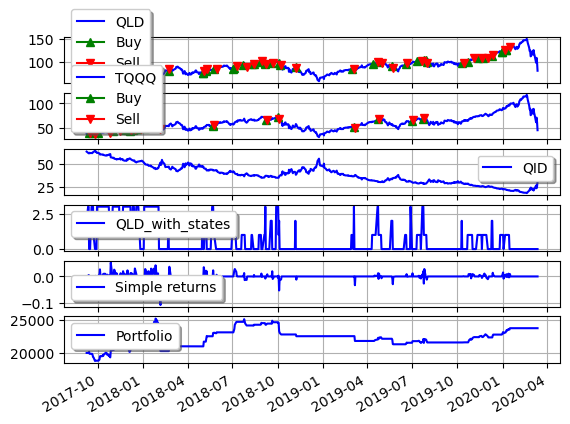 QLD
Buy
Sell
150
100
TQQQ
Buy
Sell
100
50
QID
50
25
QLD_with_states
2.5
0.0
Simple returns
0.0
−0.1
Portfolio
25000
20000
2017-10
2018-01
2018-04
2018-07
2018-10
2019-01
2019-04
2019-07
2019-10
2020-01
2020-04